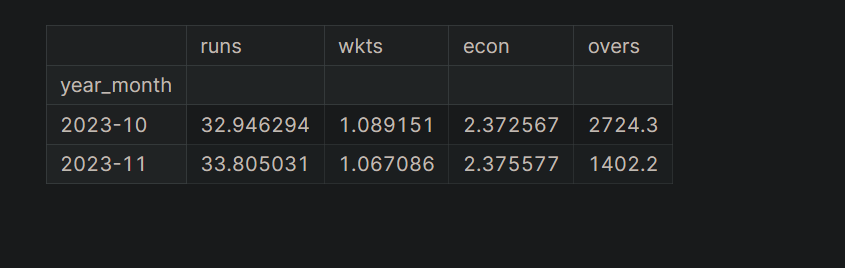 runs wkts econ overs
year_month
2023-10 32.946294 1.089151 2.372567 2724.3
2023-11 33.805031 1.067086 2.375577 1402.2